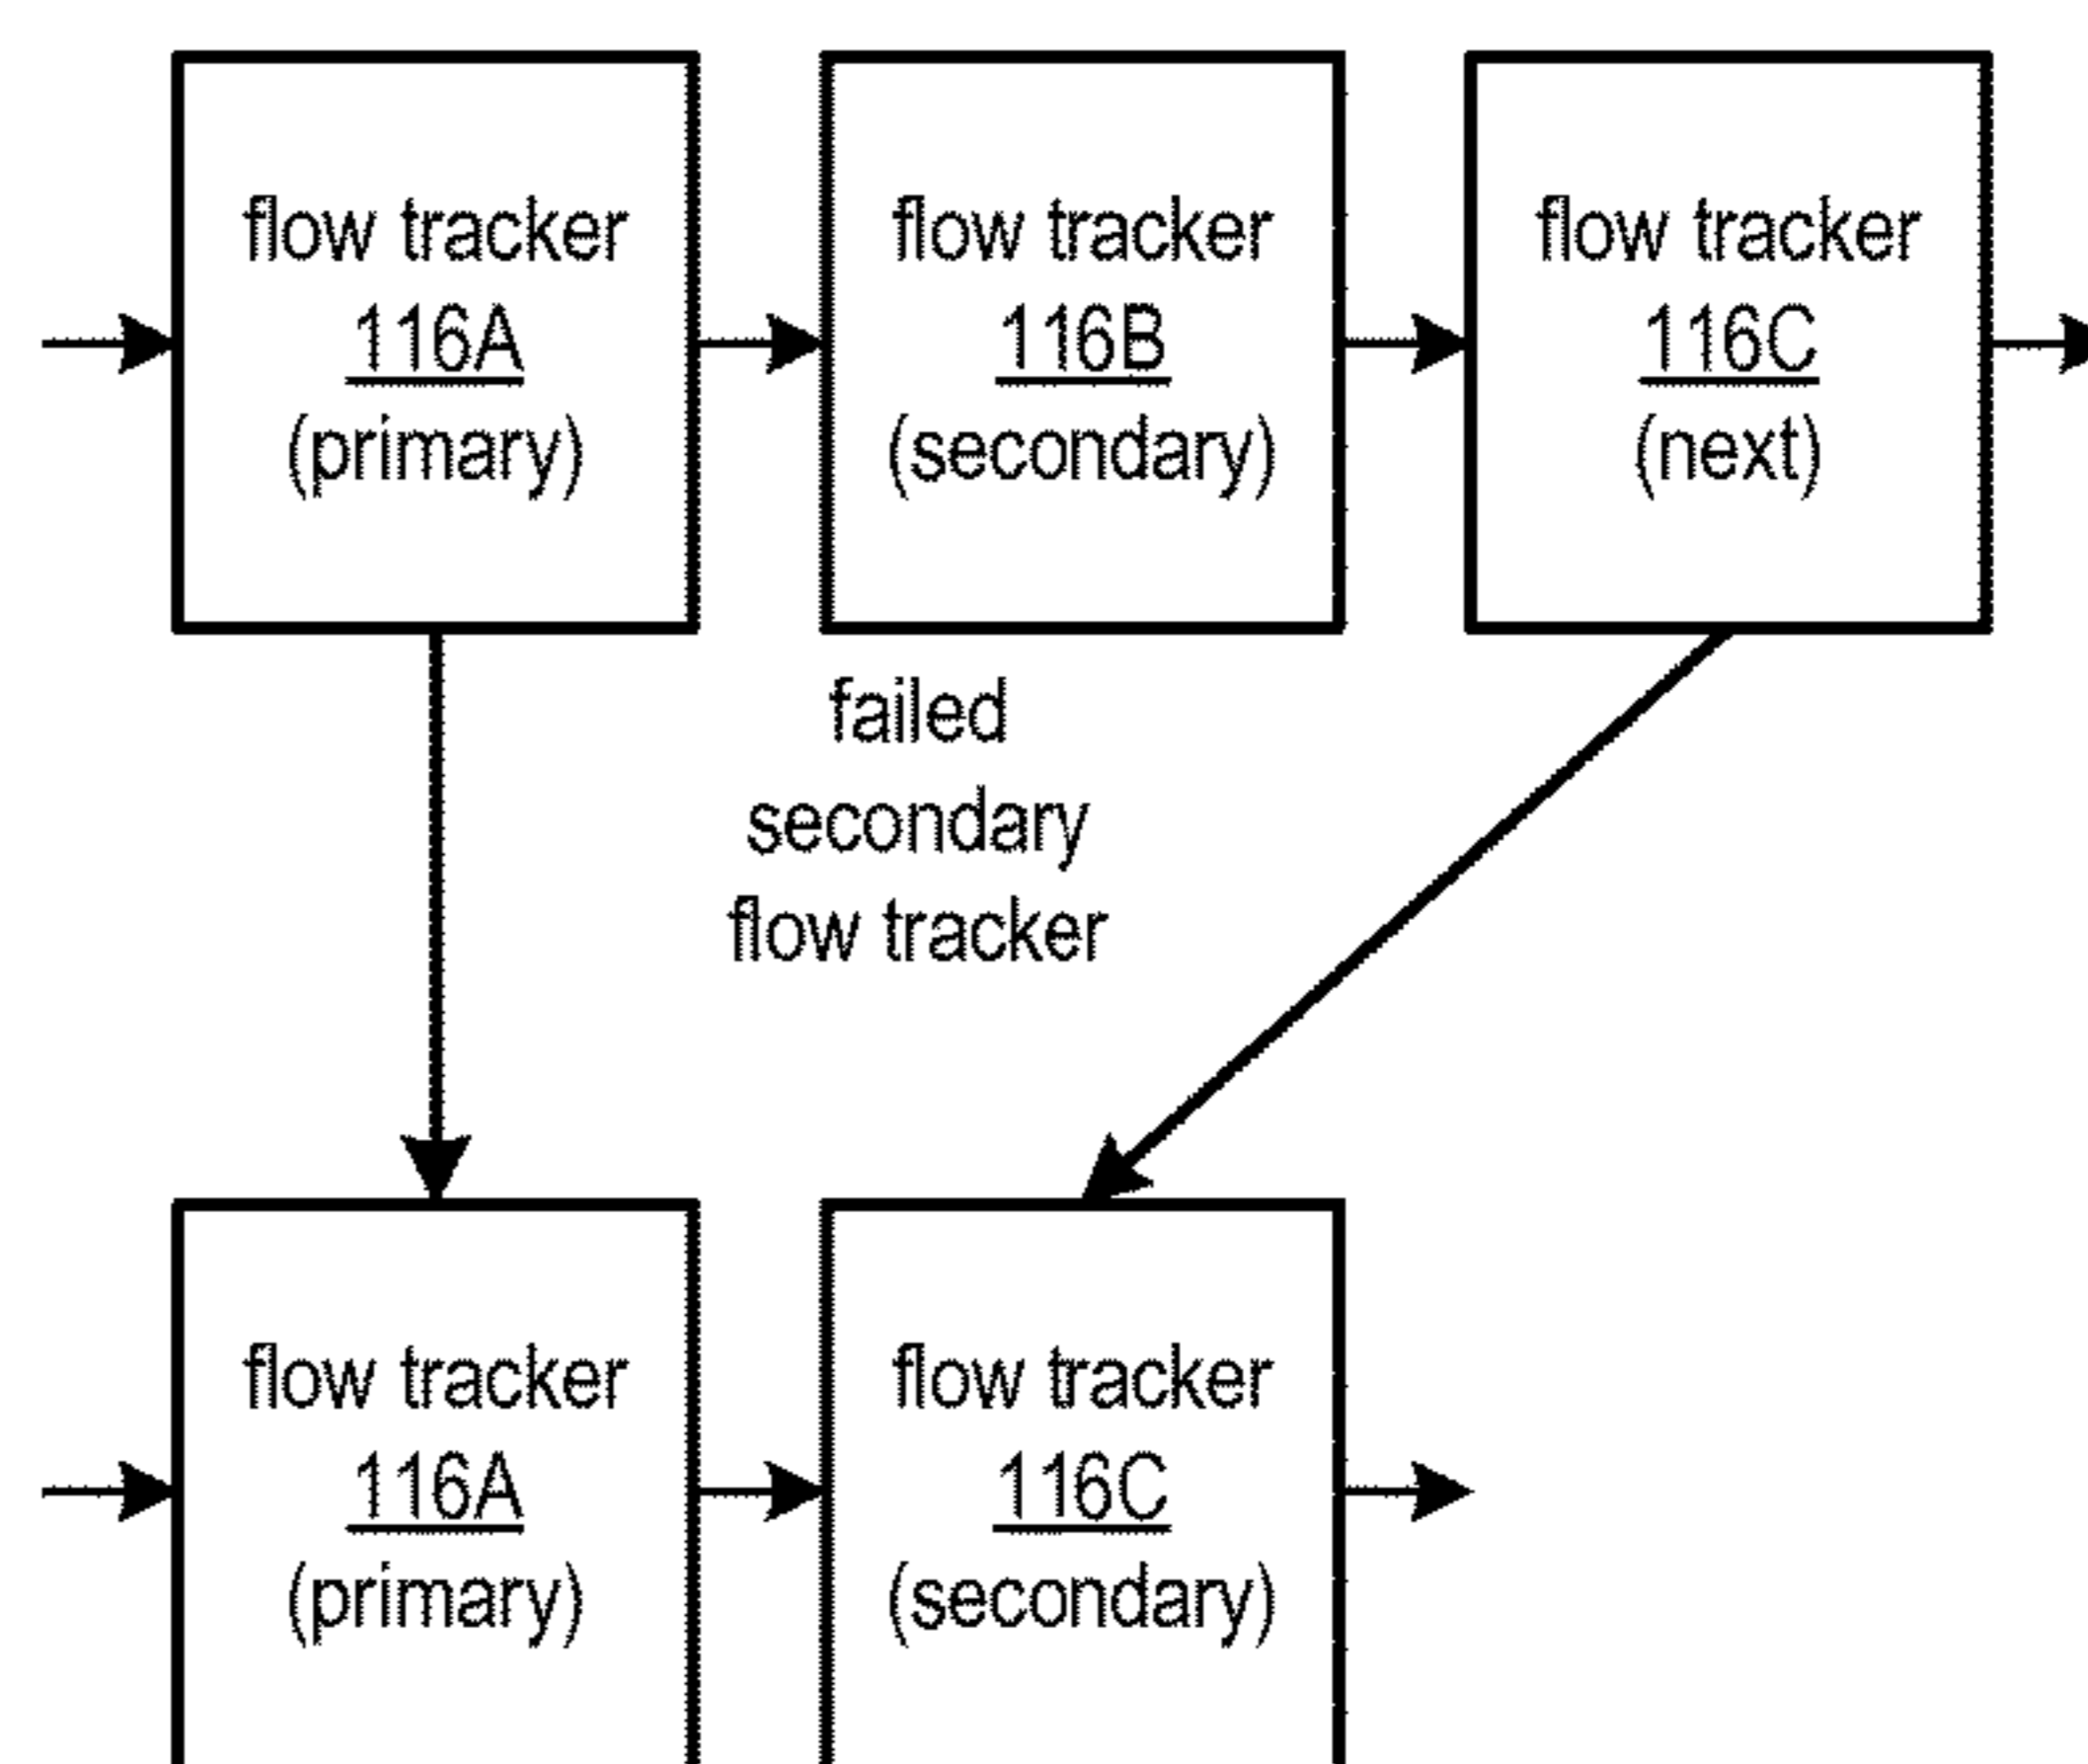 flow tracker
116A
(primary)
flow tracker
116B
(secondary)
flow tracker
116C
(next)
failed
secondary
flow tracker
flow tracker
116A
(primary)
flow tracker
116C
(secondary)